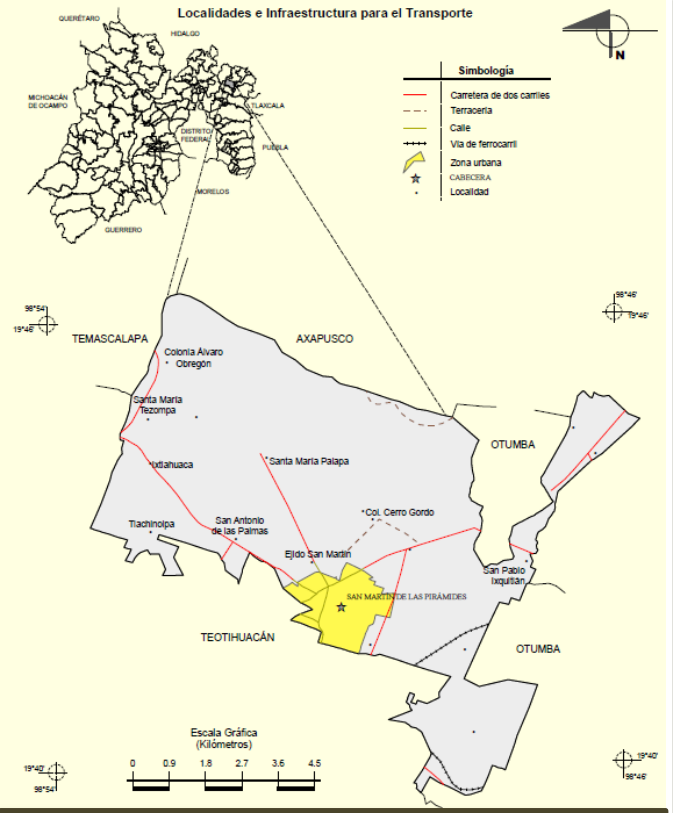 Localidades e Infraestructura para el Transporte
QUERÉTARO
HIDALGO
MICHOACÁN
DE OCAMPO
TLAXCALA
DISTRITO
FEDERAL
PUEBLA
MORELOS
GUERRERO
N
Simbología
Carretera de dos carriles
Terracería
Calle
Vía de ferrocarril
Zona urbana
CABECERA
Localidad
98°54'
19°46'
98°46'
19°46'
TEMASCALAPA
AXAPUSCO
Colonia Álvaro
Obregón
Santa María
Tezompa
OTUMBA
Ixtlahuaca
Santa María Palapa
Tlachinolpa
San Antonio
de las Palmas
Col. Cerro Gordo
Ejido San Martín
San Pablo
Ixquitlán
SAN MARTÍN DE LAS PIRÁMIDES
TEOTIHUACÁN
OTUMBA
Escala Gráfica
(Kilómetros)
0 0.9 1.8 2.7 3.6 4.5
19°40'
98°54'
19°40'
98°46'